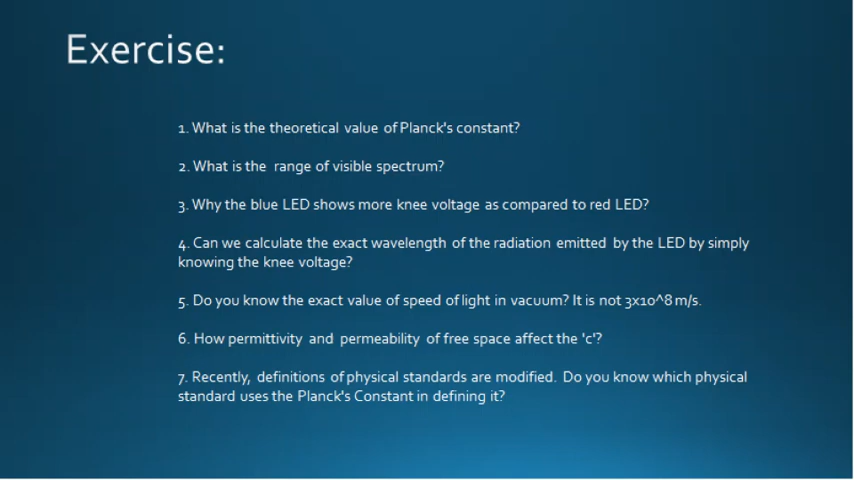 Exercise:
1. What is the theoretical value of Planck's constant?
2. What is the range of visible spectrum?
3. Why the blue LED shows more knee voltage as compared to red LED?
4. Can we calculate the exact wavelength of the radiation emitted by the LED by simply
knowing the knee voltage?
5. Do you know the exact value of speed of light in vacuum? It is not 3x10^8 m/s.
6. How permittivity and permeability of free space affect the 'c'?
7. Recently, definitions of physical standards are modified. Do you know which physical
standard uses the Planck's Constant in defining it?